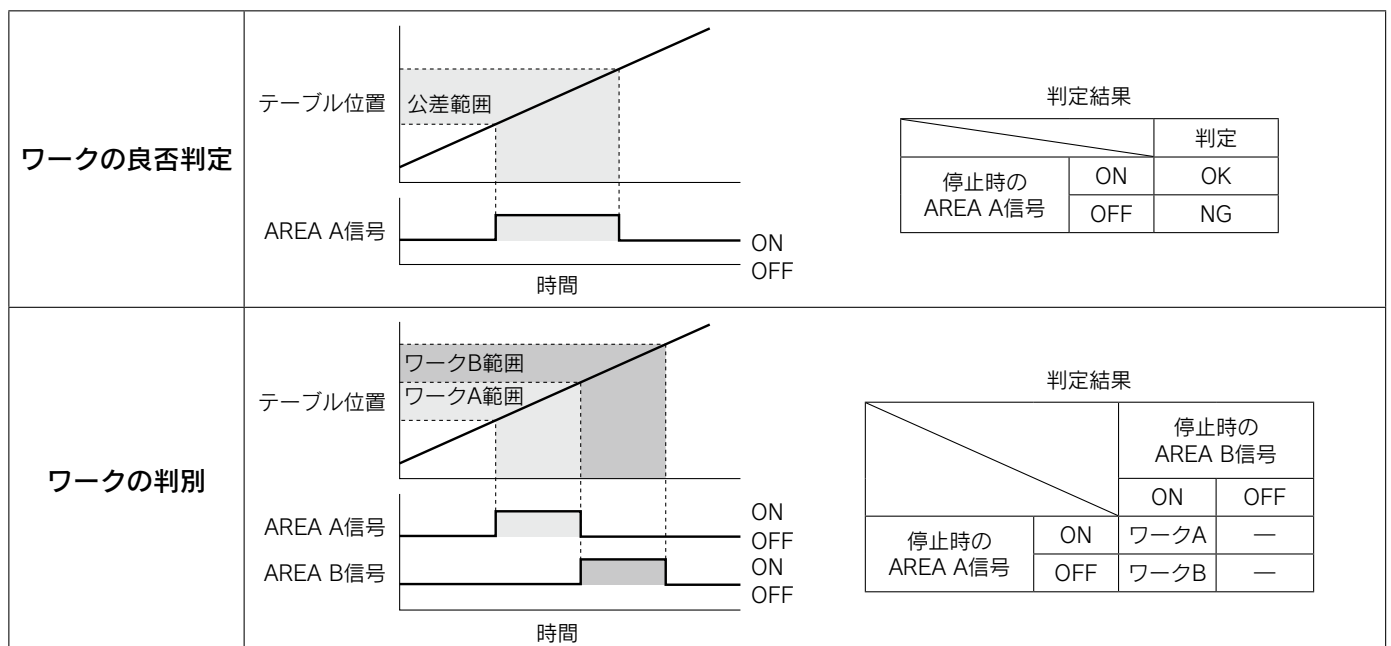 ワークの良否判定
テーブル位置
公差範囲
AREA A信号
ON
OFF
時間
判定結果
判定
停止時の
AREA A信号
ON
OK
OFF
NG
ワークの判別
テーブル位置
ワークB範囲
ワークA範囲
AREA A信号
ON
OFF
AREA B信号
ON
OFF
時間
判定結果
停止時の
AREA B信号
ON
OFF
停止時の
AREA A信号
ON
ワークA
―
OFF
ワークB
―